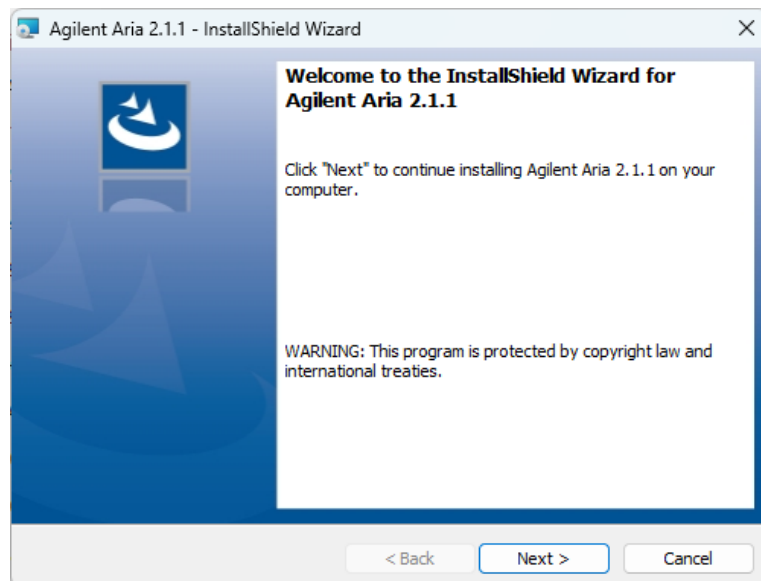 Agilent Aria 2.1.1 - InstallShield Wizard
Welcome to the InstallShield Wizard for
Agilent Aria 2.1.1
Click "Next" to continue installing Agilent Aria 2.1.1 on your
computer.
WARNING: This program is protected by copyright law and
international treaties.
< Back
Next >
Cancel